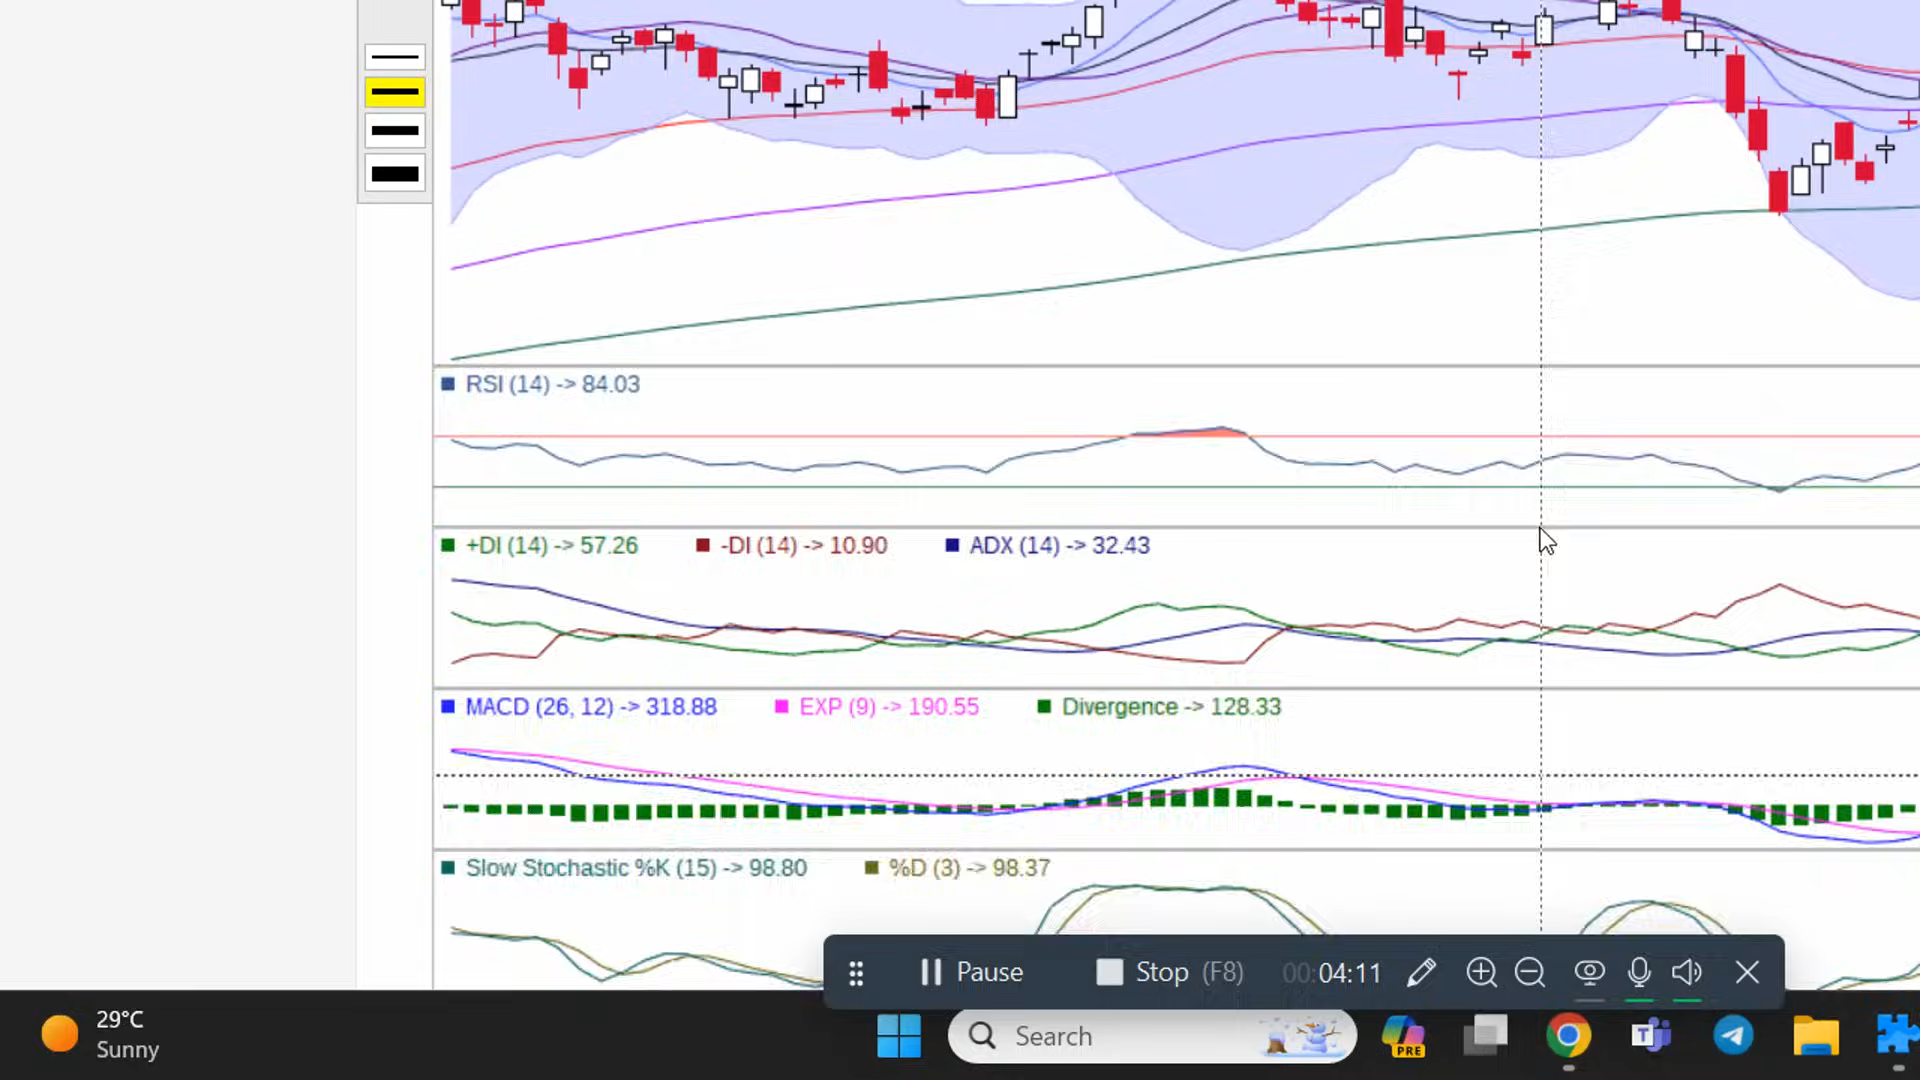 RSI (14) -> 84.03
+DI (14) -> 57.26 -DI (14) -> 10.90 ADX (14) -> 32.43
MACD (26, 12) -> 318.88 EXP (9) -> 190.55 Divergence -> 128.33
Slow Stochastic %K (15) -> 98.80 %D (3) -> 98.37
Pause Stop (F8) 00:04:11
29°C
Sunny
Search
PRE
T